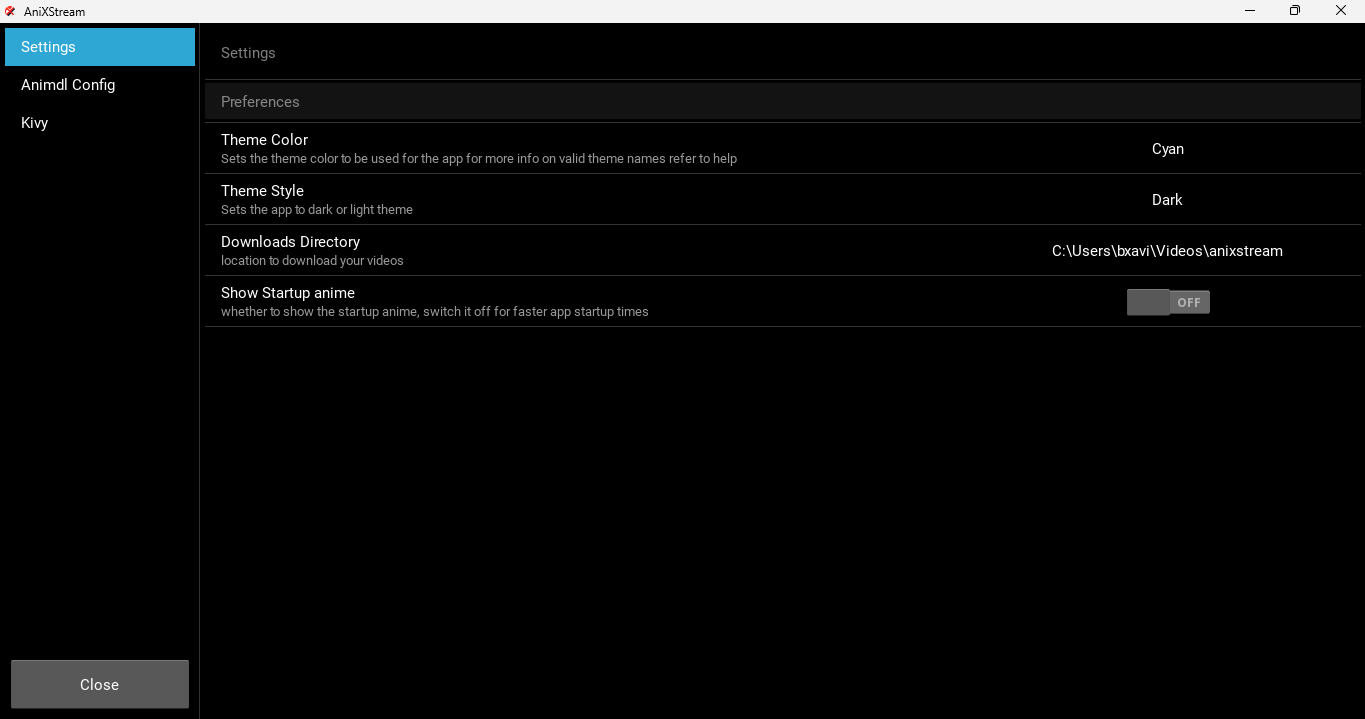 AniXStream
Settings
Animdl Config
Kivy
Close
Settings
Preferences
Theme Color
Sets the theme color to be used for the app for more info on valid theme names refer to help
Cyan
Theme Style
Sets the app to dark or light theme
Dark
Downloads Directory
location to download your videos
C:\Users\bxavi\Videos\anixstream
Show Startup anime
whether to show the startup anime, switch it off for faster app startup times
OFF